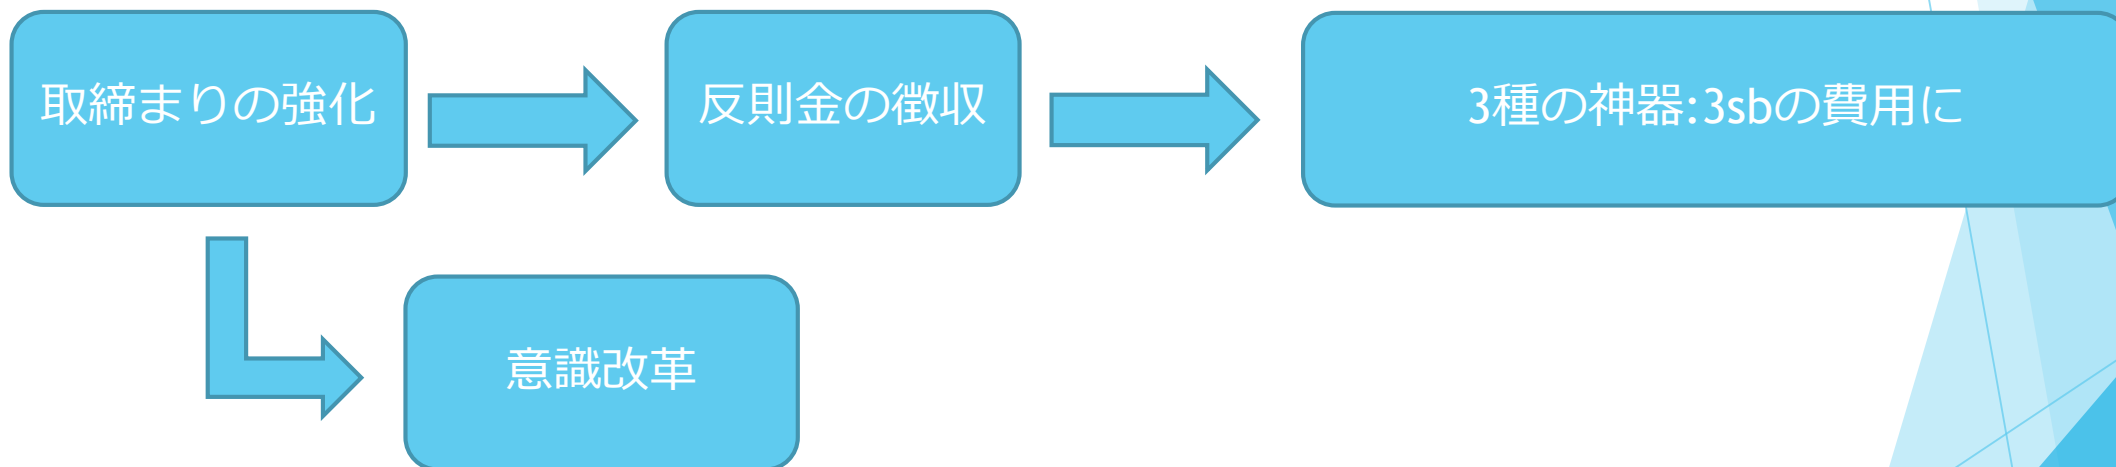 取締まりの強化
反則金の徴収
3種の神器:3sbの費用に
意識改革